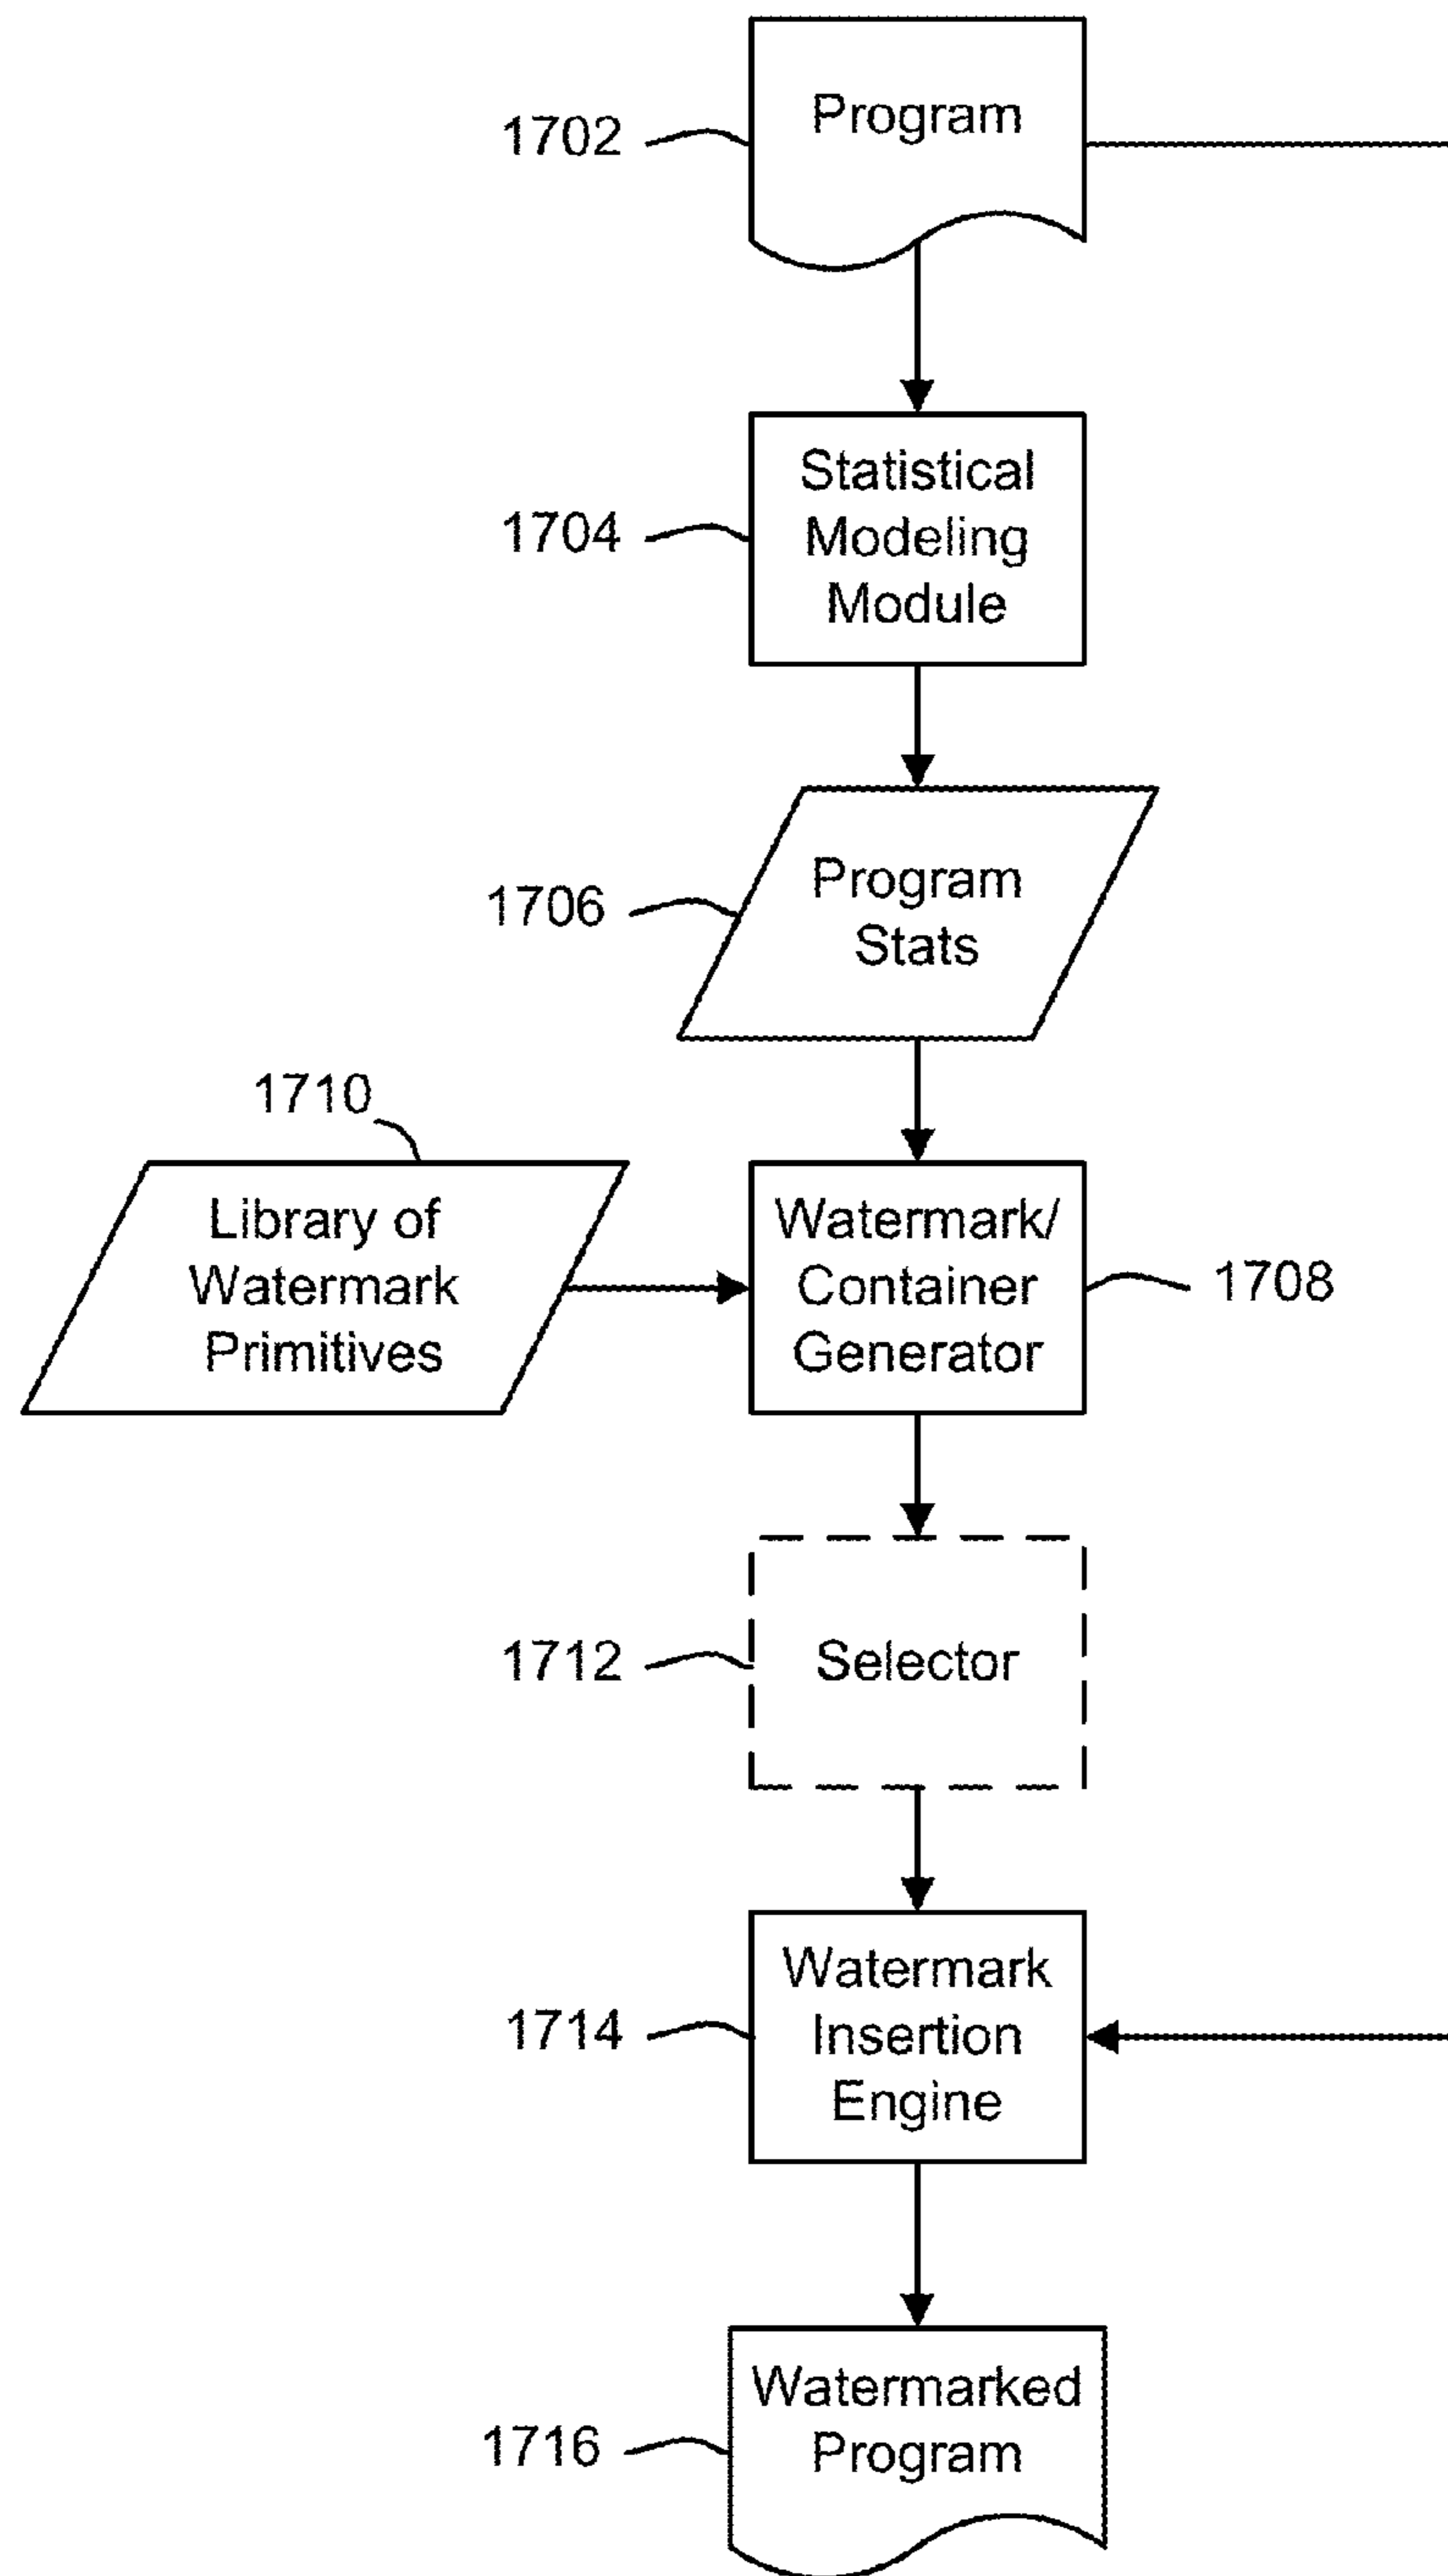 1702
Program
1704
Statistical
Modeling
Module
1706
Program
Stats
1710
Library of
Watermark
Primitives
Watermark/
Container
Generator
1708
1712
Selector
1714
Watermark
Insertion
Engine
1716
Watermarked
Program